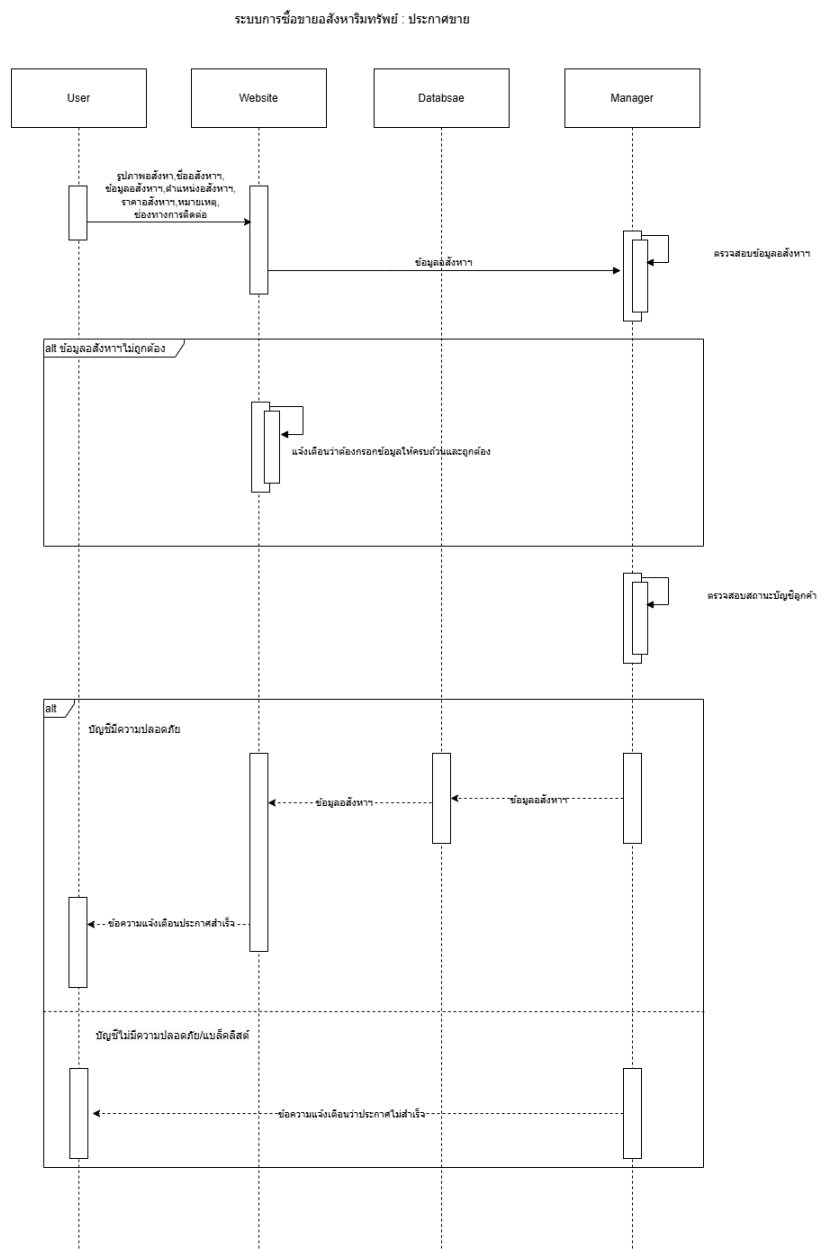 ระบบการซื้อขายอสังหาริมทรัพย์ : ประกาศขาย
User
Website
Databsae
Manager
รูปภาพอสังหา,ชื่ออสังหาฯ,
ข้อมูลอสังหาฯ,ตำแหน่งอสังหาฯ,
ราคาอสังหาฯ,หมายเหตุ,
ช่องทางการติดต่อ
ตรวจสอบข้อมูลอสังหาฯ
ข้อมูลอสังหาฯ
alt ข้อมูลอสังหาฯไม่ถูกต้อง
แจ้งเตือนว่าต้องกรอกข้อมูลให้ครบถ้วนและถูกต้อง
ตรวจสอบสถานะบัญชีลูกค้า
alt
บัญชีมีความปลอดภัย
ข้อมูลอสังหาฯ
ข้อมูลอสังหาฯ
ข้อความแจ้งเตือนประกาศสำเร็จ
บัญชีไม่มีความปลอดภัย/แบล็คลิสต์
ข้อความแจ้งเตือนว่าประกาศไม่สำเร็จ